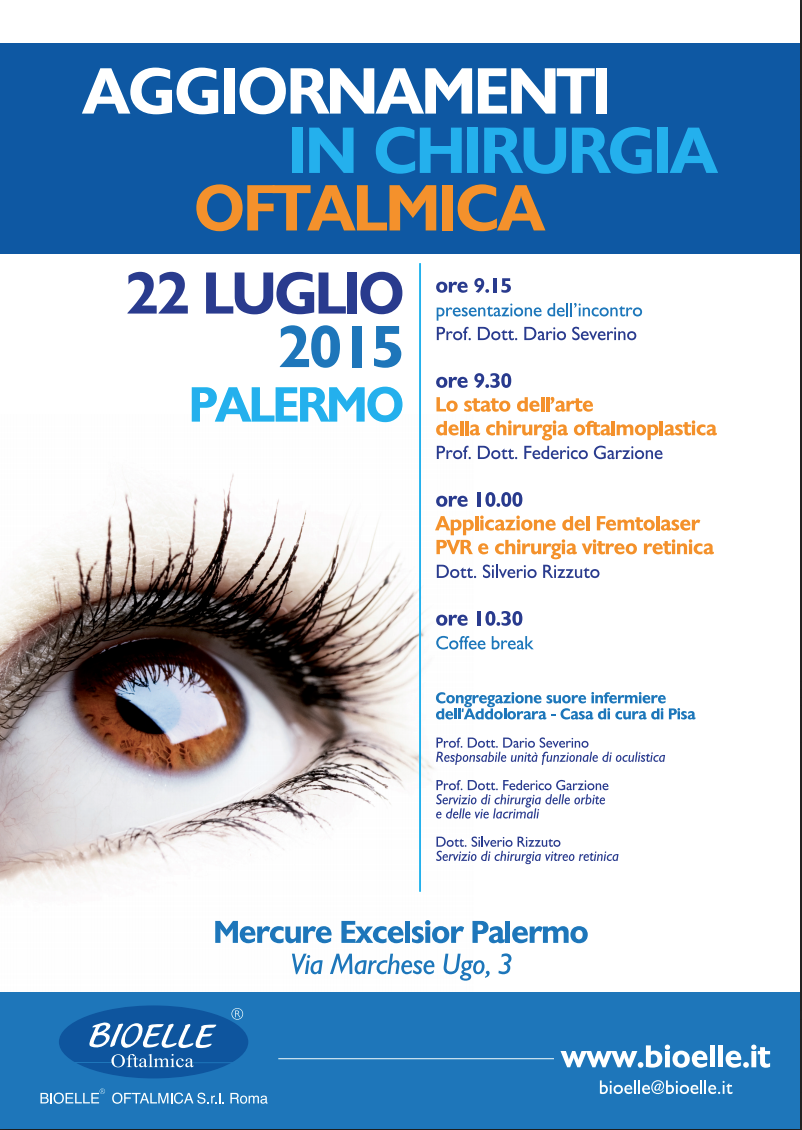 AGGIORNAMENTI
IN CHIRURGIA
OFTALMICA
22 LUGLIO
2015
PALERMO
ore 9.15
presentazione dell'incontro
Prof. Dott. Dario Severino
ore 9.30
Lo stato dell'arte
della chirurgia oftalmoplastica
Prof. Dott. Federico Garzione
ore 10.00
Applicazione del Femtolaser
PVR e chirurgia vitreo retinica
Dott. Silverio Rizzuto
ore 10.30
Coffee break
Congregazione suore infermiere
dell'Addolorara - Casa di cura di Pisa
Prof. Dott. Dario Severino
Responsabile unità funzionale di oculistica
Prof. Dott. Federico Garzione
Servizio di chirurgia delle orbite
e delle vie lacrimali
Dott. Silverio Rizzuto
Servizio di chirurgia vitreo retinica
Mercure Excelsior Palermo
Via Marchese Ugo, 3
BIOELLE ®
Oftalmica
BIOELLE® OFTALMICA S.r.l. Roma
www.bioelle.it
bioelle@bioelle.it